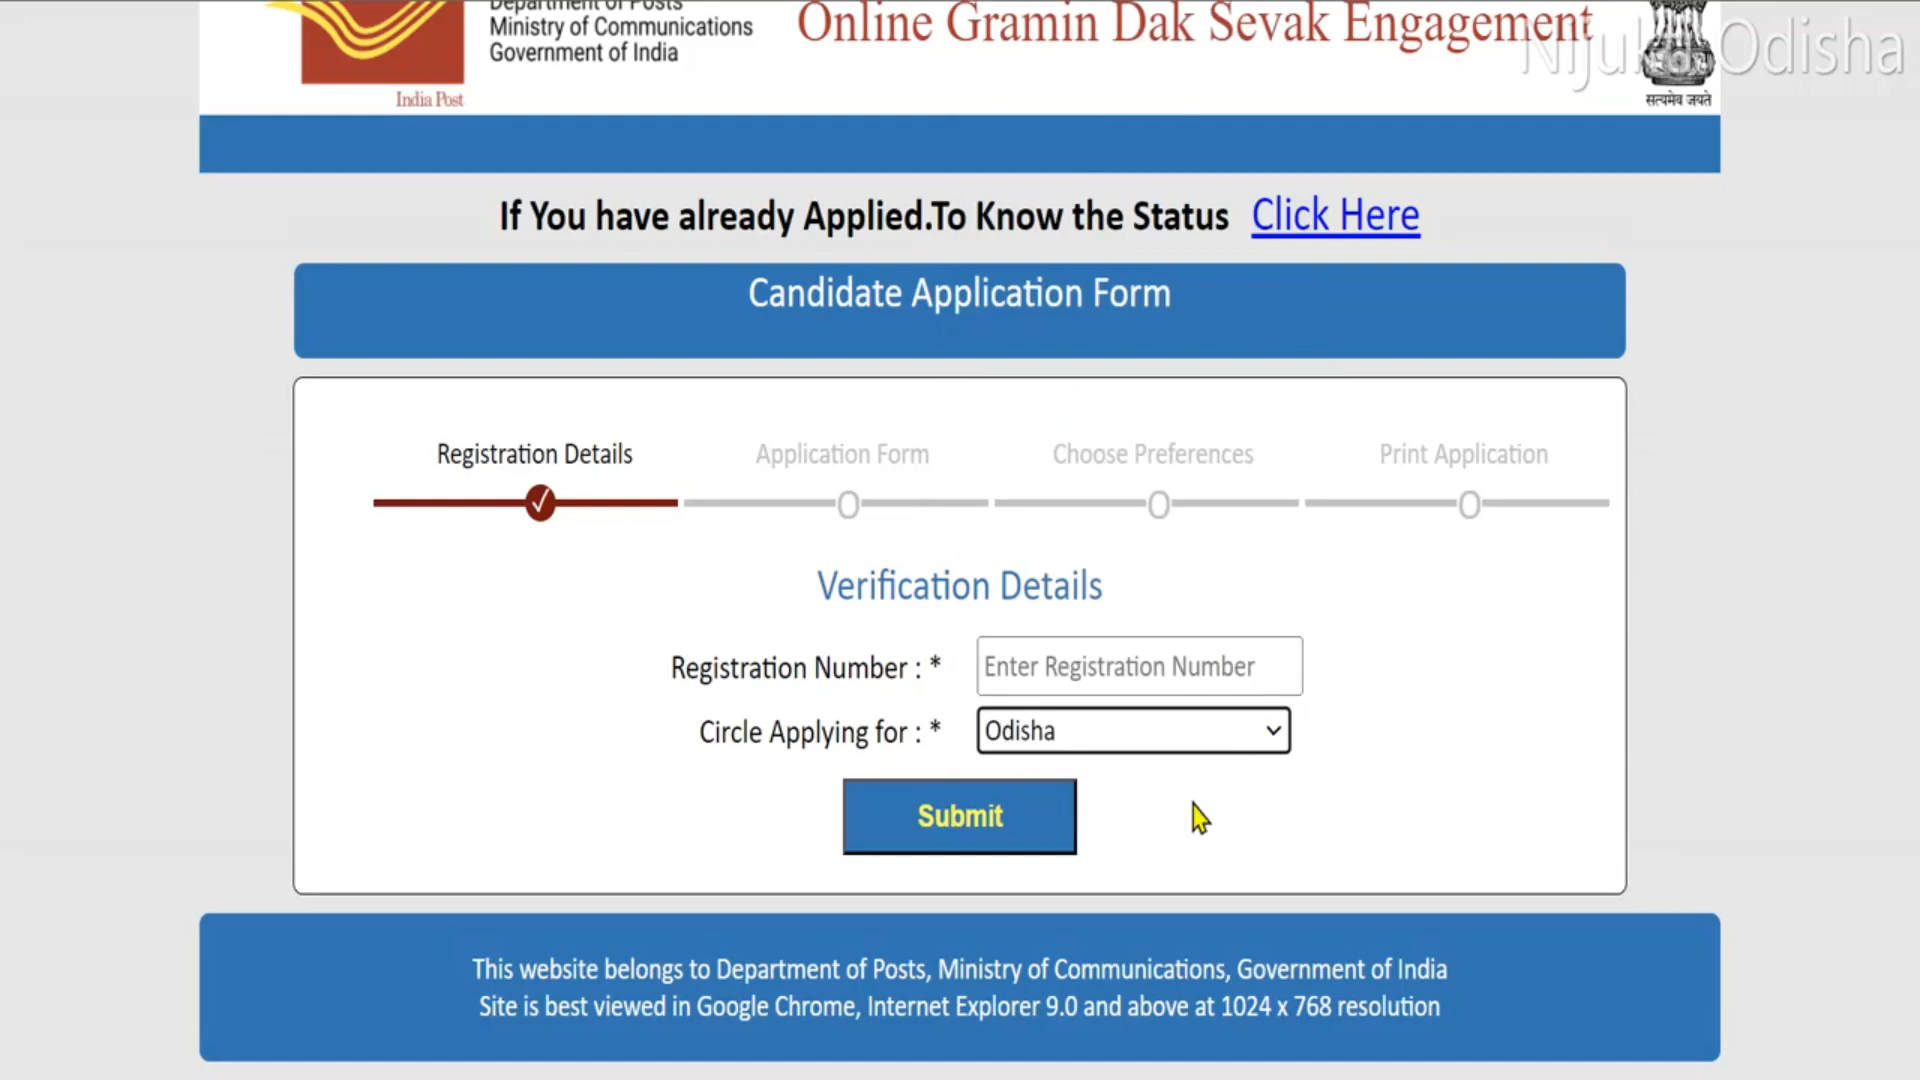 Department of Posts
Ministry of Communications
Government of India
India Post
Online Gramin Dak Sevak Engagement
Odisha
सत्यमेव जयते
If You have already Applied.To Know the Status Click Here
Candidate Application Form
Registration Details Application Form Choose Preferences Print Application
Verification Details
Registration Number : * Enter Registration Number
Circle Applying for : * Odisha
Submit
This website belongs to Department of Posts, Ministry of Communications, Government of India
Site is best viewed in Google Chrome, Internet Explorer 9.0 and above at 1024 x 768 resolution